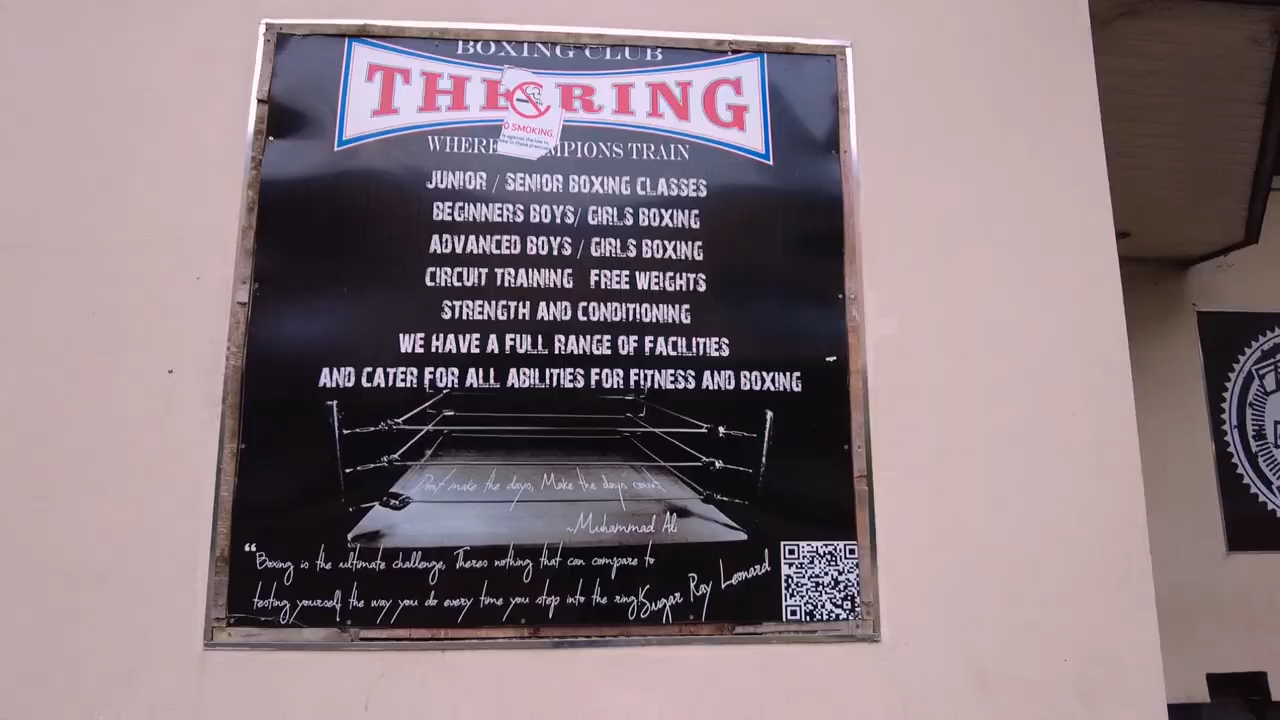 BOXING CLUB
THE RING
NO SMOKING.
WHERE CHAMPIONS TRAIN
JUNIOR / SENIOR BOXING CLASSES
BEGINNERS BOYS/ GIRLS BOXING
ADVANCED BOYS / GIRLS BOXING
CIRCUIT TRAINING FREE WEIGHTS
STRENGTH AND CONDITIONING
WE HAVE A FULL RANGE OF FACILITIES
AND CATER FOR ALL ABILITIES FOR FITNESS AND BOXING
Dont make the days, Make the days count
~Muhammad Ali
“Boxing is the ultimate challenge, Theres nothing that can compare to
testing yourself the way you do every time you step into the ring" Sugar Ray Leonard